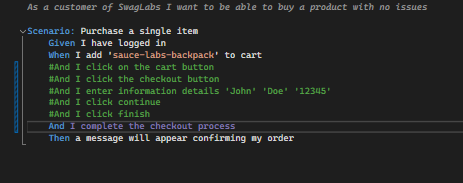 As a customer of SwagLabs I want to be able to buy a product with no issues
Scenario: Purchase a single item
Given I have logged in
When I add 'sauce-labs-backpack' to cart
#And I click on the cart button
#And I click the checkout button
#And I enter information details 'John' 'Doe' '12345'
#And I click continue
#And I click finish
And I complete the checkout process
Then a message will appear confirming my order